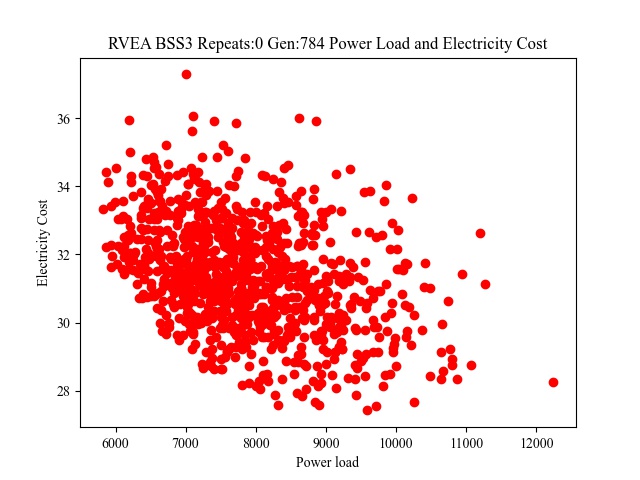 RVEA BSS3 Repeats:0 Gen:784 Power Load and Electricity Cost
Electricity Cost
36
34
32
30
28
6000 7000 8000 9000 10000 11000 12000
Power load